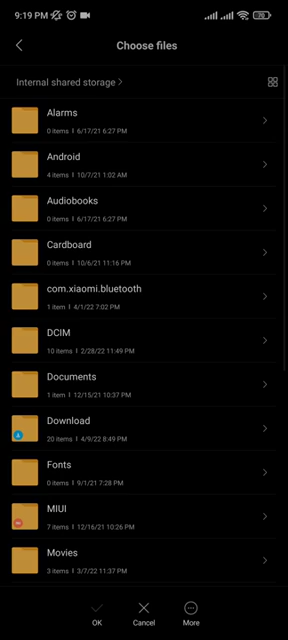 9:19 PM
70
Choose files
Internal shared storage >
Alarms
0 items | 6/17/21 6:27 PM
Android
4 items | 10/7/21 1:02 AM
Audiobooks
0 items | 6/17/21 6:27 PM
Cardboard
0 items | 10/6/21 11:16 PM
com.xiaomi.bluetooth
1 item | 4/1/22 7:02 PM
DCIM
10 items | 2/28/22 11:49 PM
Documents
1 item | 12/15/21 10:37 PM
Download
20 items | 4/9/22 8:49 PM
Fonts
0 items | 9/1/21 7:28 PM
MIUI
7 items | 12/16/21 10:26 PM
Movies
3 items | 3/7/22 11:37 PM
OK
Cancel
More